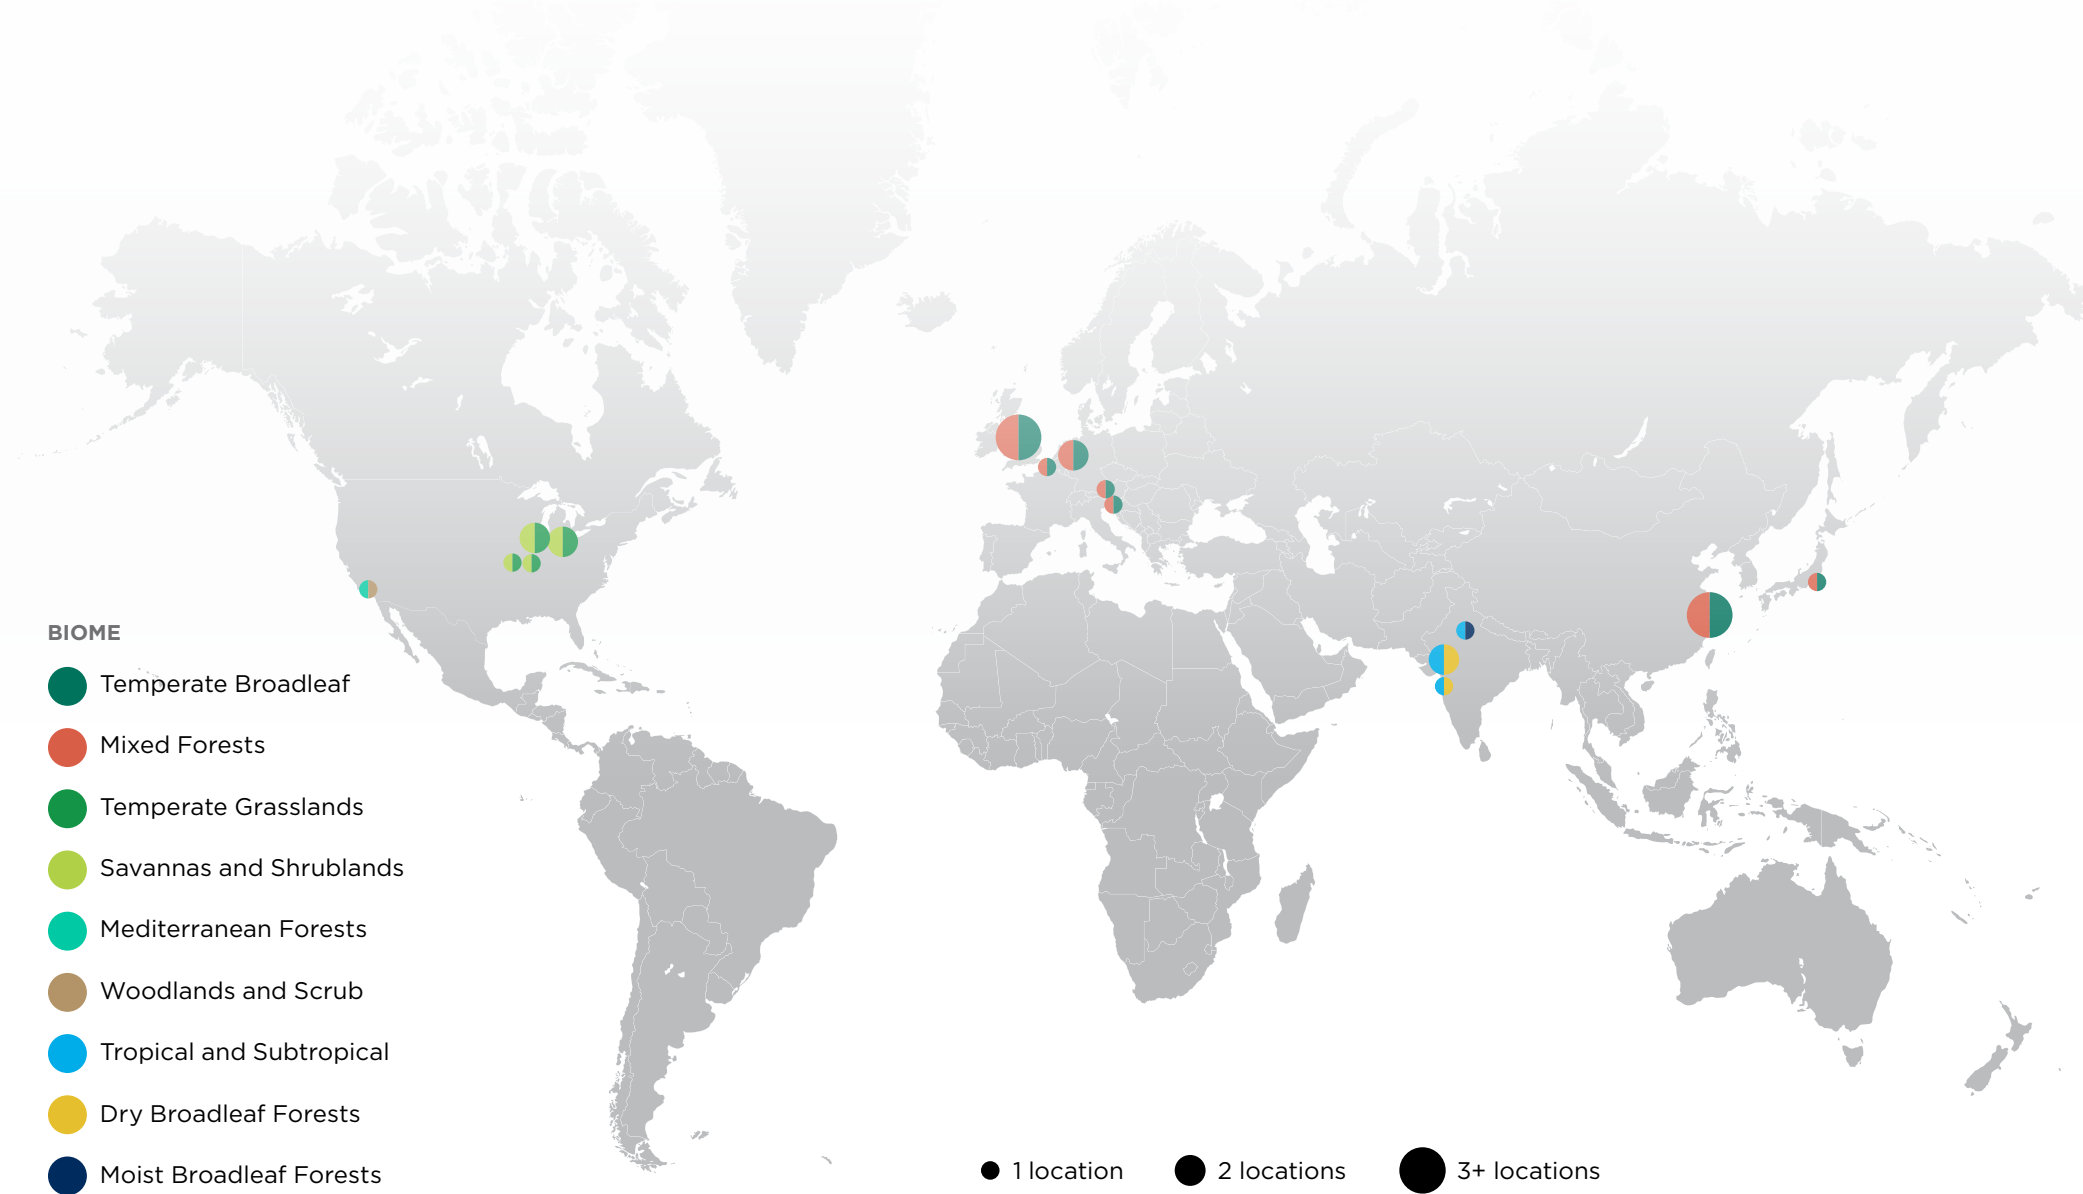 BIOME
Temperate Broadleaf
Mixed Forests
Temperate Grasslands
Savannas and Shrublands
Mediterranean Forests
Woodlands and Scrub
Tropical and Subtropical
Dry Broadleaf Forests
Moist Broadleaf Forests
1 location
2 locations
3+ locations